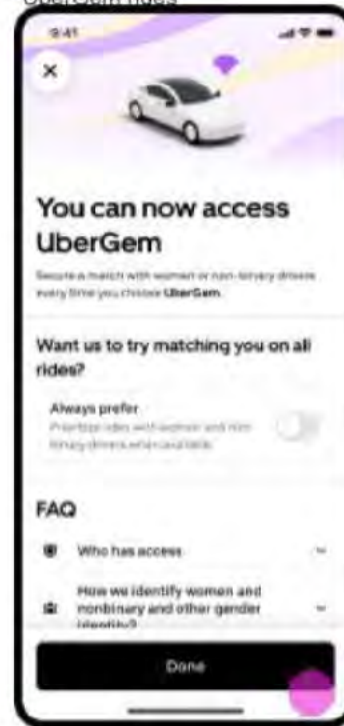 UberGem rides
9:41
You can now access
UberGem
Secure a match with women or non-binary drivers
every time you choose UberGem.
Want us to try matching you on all
rides?
Always prefer
Prioritize rides with women and non-
binary drivers when available.
FAQ
Who has access
How we identify women and
nonbinary and other gender
identity?
Done